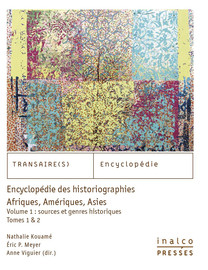 TRANSAIRE(S)
Encyclopédie
Encyclopédie des historiographies
Afriques, Amériques, Asies
Volume 1 : sources et genres historiques
Tomes 1 & 2
Nathalie Kouamé
Éric P. Meyer
Anne Viguier (dir.)
inalco
PRESSES